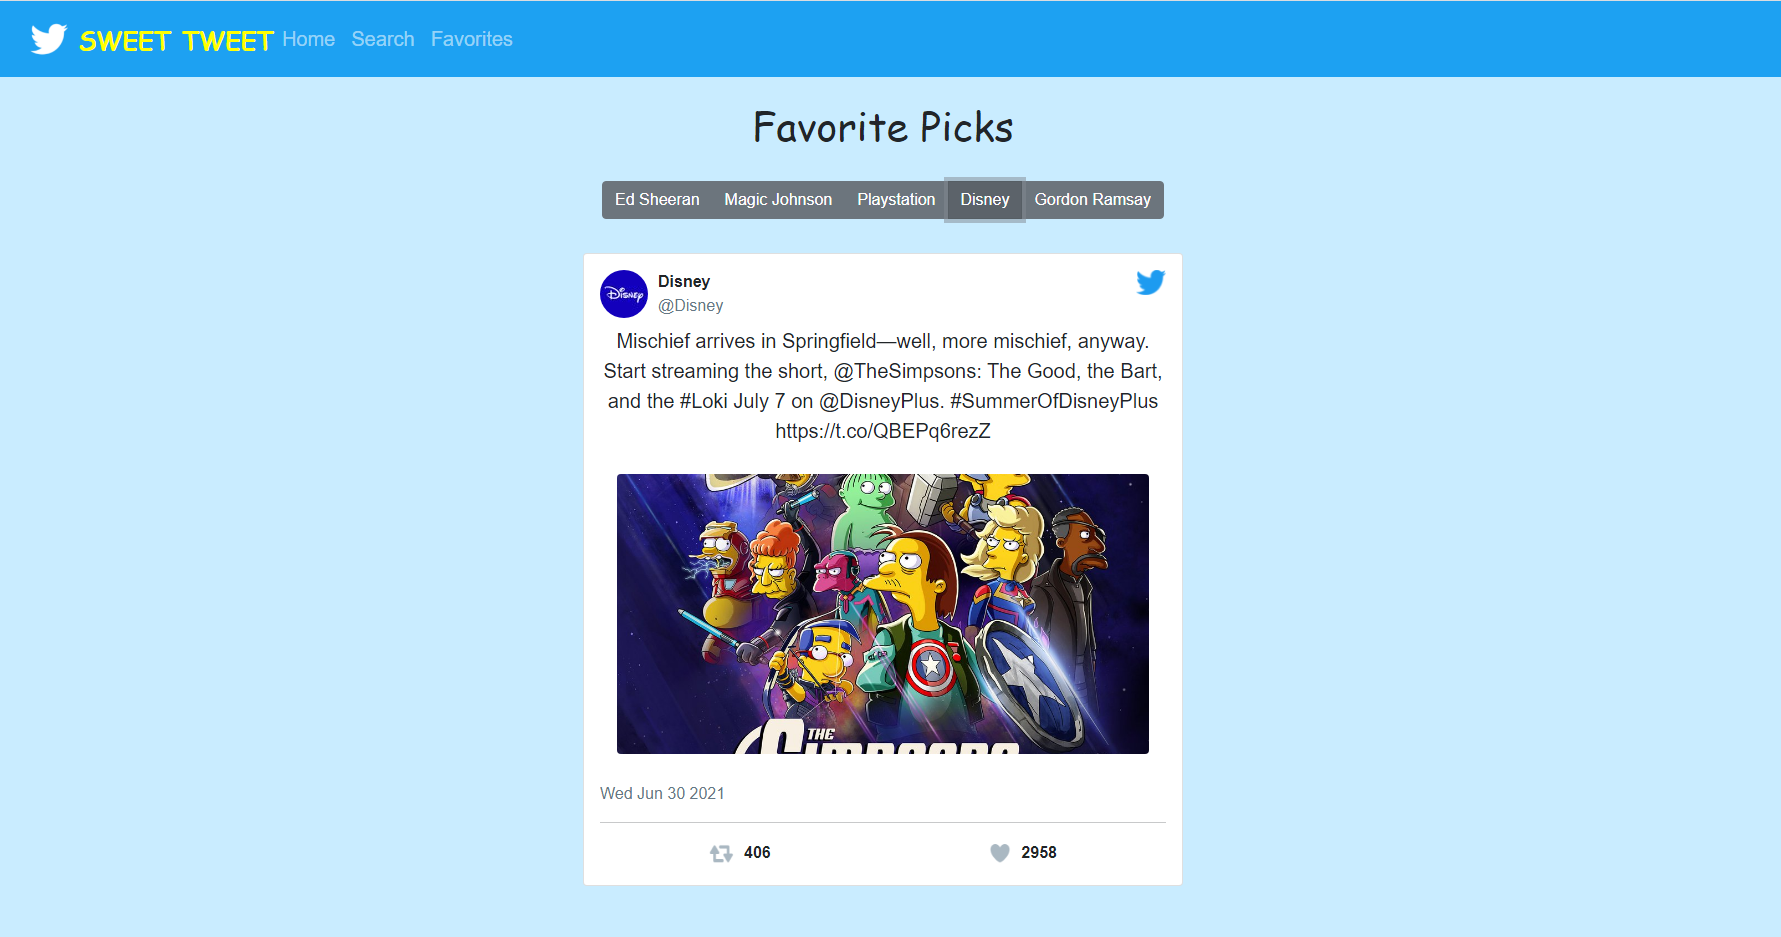 SWEET TWEET Home Search Favorites
Favorite Picks
Ed Sheeran Magic Johnson Playstation Disney Gordon Ramsay
Disney
Disney
@Disney
Mischief arrives in Springfield—well, more mischief, anyway.
Start streaming the short, @TheSimpsons: The Good, the Bart,
and the #Loki July 7 on @DisneyPlus. #SummerOfDisneyPlus
https://t.co/QBEPq6rezZ
THE
SIMPSONS
Wed Jun 30 2021
406 2958